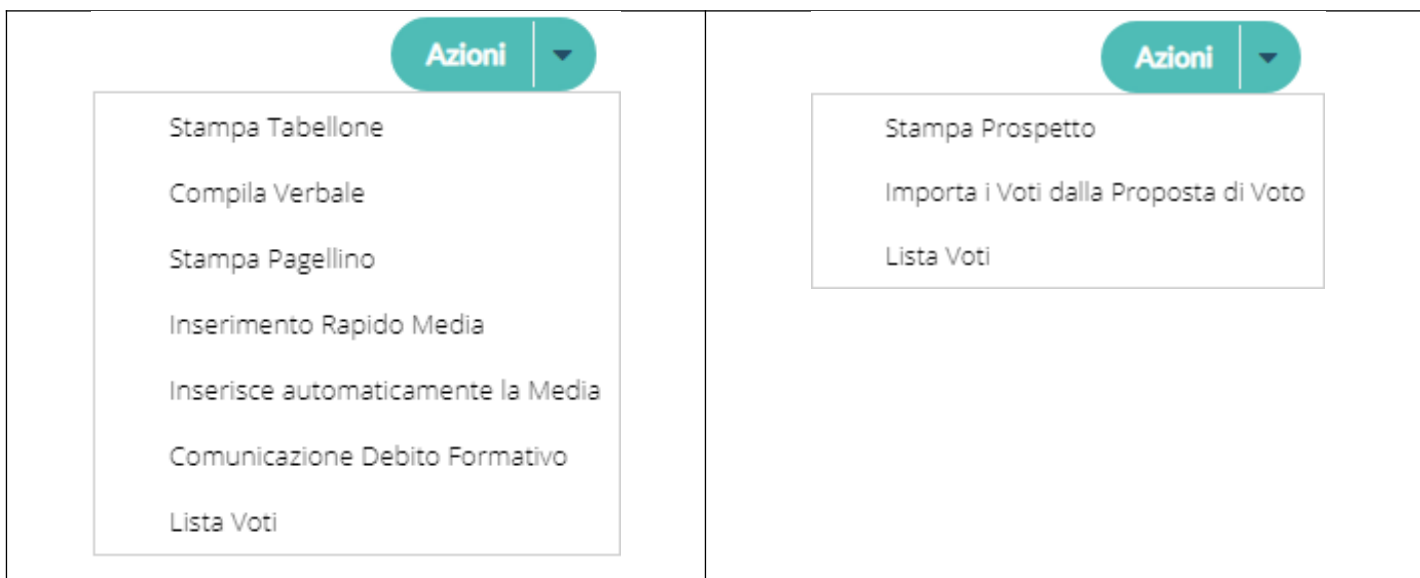 Azioni
Stampa Tabellone
Compila Verbale
Stampa Pagellino
Inserimento Rapido Media
Inserisce automaticamente la Media
Comunicazione Debito Formativo
Lista Voti
Azioni
Stampa Prospetto
Importa i Voti dalla Proposta di Voto
Lista Voti